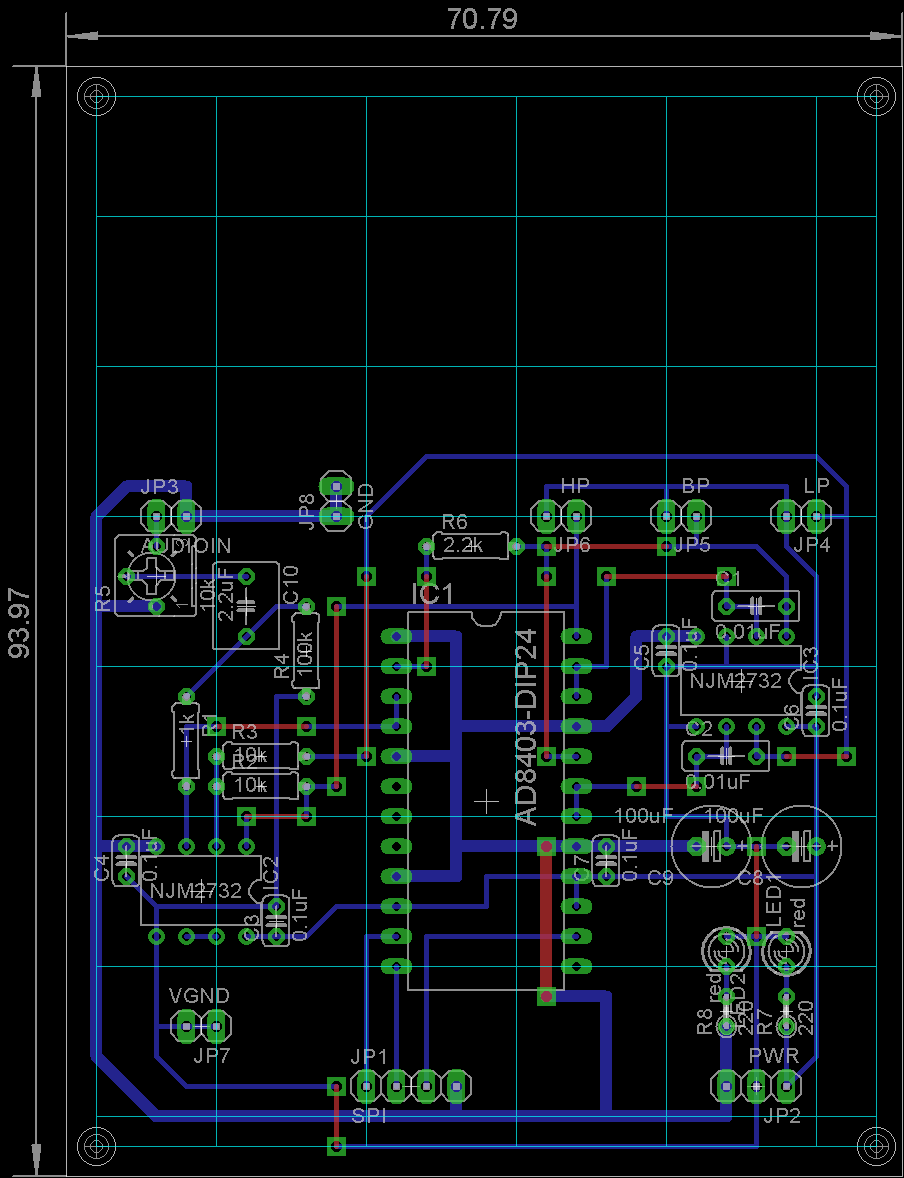 70.79
93.97
JP3
AUDIOIN
JP8
GND
R6
2.2k
HP
JP6
BP
JP5
LP
JP4
R5
10k
1
2.2uF
C10
IC1
AD8403-DIP24
C1
0.01uF
R4
100k
C5
0.1uF
NJM2732
IC3
C6
0.1uF
1k
R1
R3
10k
R2
10k
C2
0.01uF
100uF
100uF
C4
0.1uF
NJM2732
IC2
C3
0.1uF
C7
0.1uF
C9
C8
LED1
red
red
LED2
VGND
JP7
R8
220
R7
220
JP1
SPI
PWR
JP2